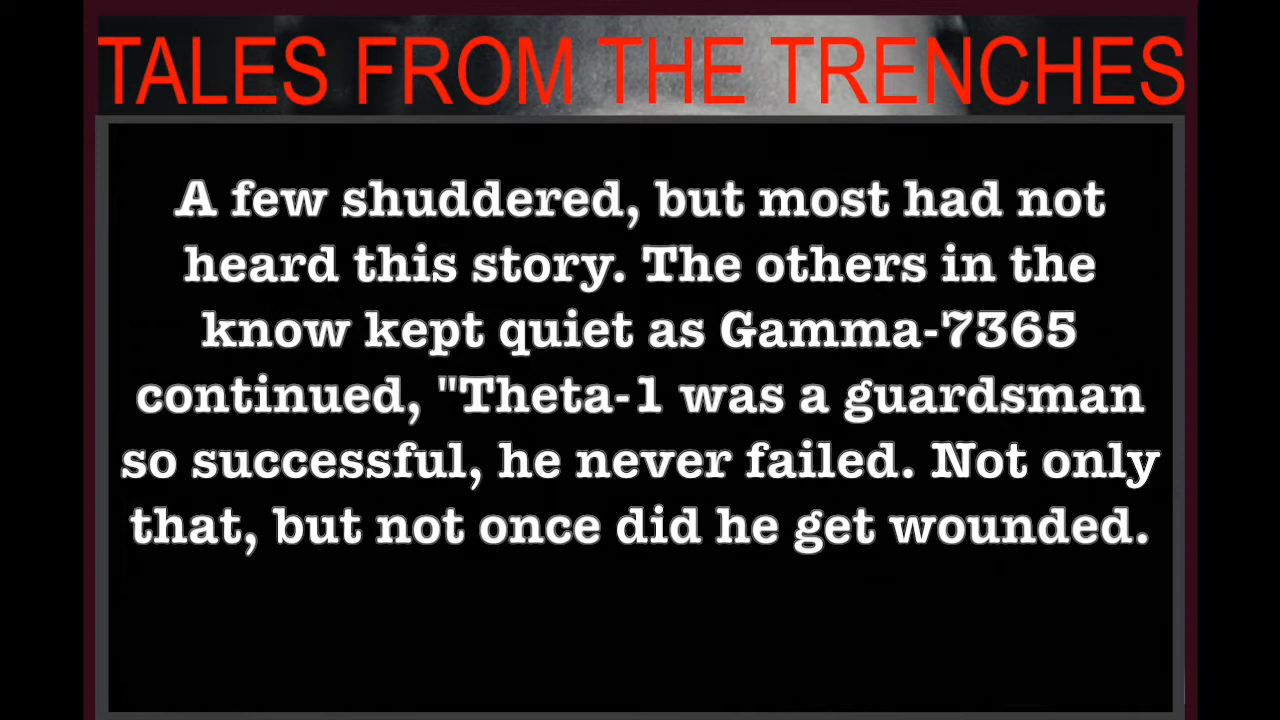 TALES FROM THE TRENCHES
A few shuddered, but most had not
heard this story. The others in the
know kept quiet as Gamma-7365
continued, "Theta-1 was a guardsman
so successful, he never failed. Not only
that, but not once did he get wounded.